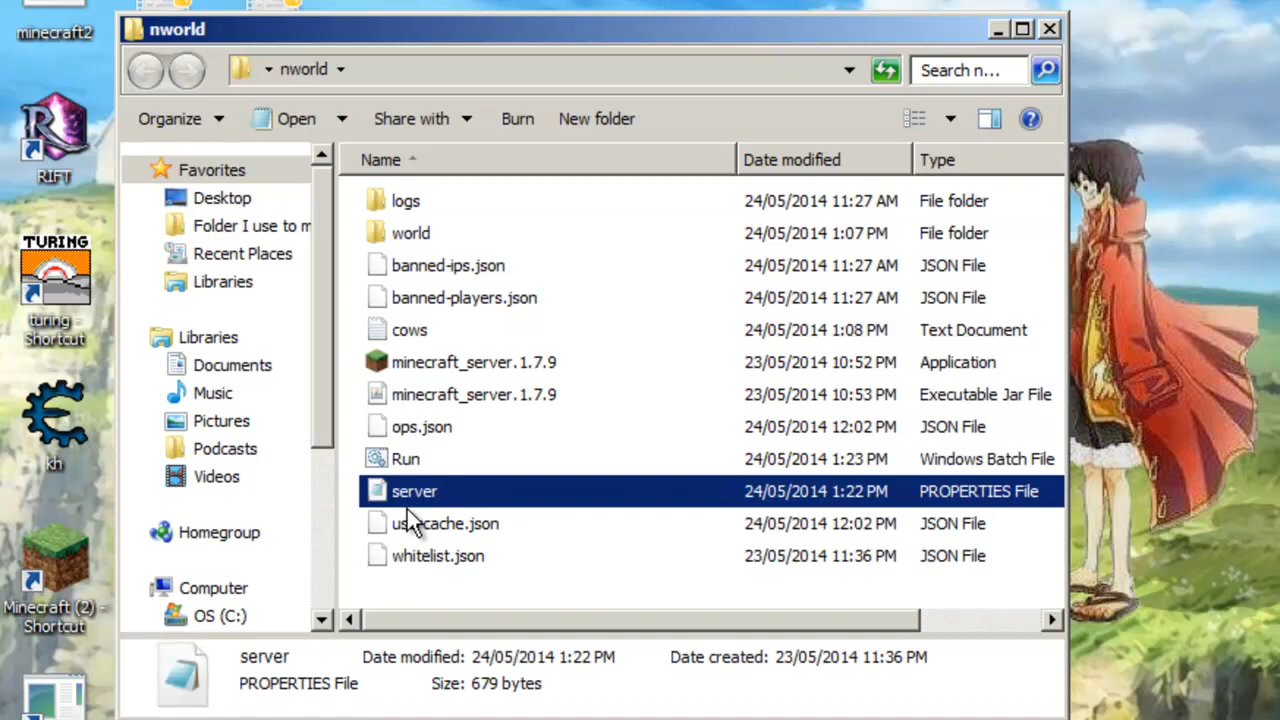 minecraft2
RIFT
TURING
turing -
Shortcut
kh
Minecraft (2) -
Shortcut
nworld
nworld
Search n...
Organize Open Share with Burn New folder
Favorites
Desktop
Folder I use to m
Recent Places
Libraries
Libraries
Documents
Music
Pictures
Podcasts
Videos
Homegroup
Computer
OS (C:)
Name Date modified Type
logs 24/05/2014 11:27 AM File folder
world 24/05/2014 1:07 PM File folder
banned-ips.json 24/05/2014 11:27 AM JSON File
banned-players.json 24/05/2014 11:27 AM JSON File
cows 24/05/2014 1:08 PM Text Document
minecraft_server.1.7.9 23/05/2014 10:52 PM Application
minecraft_server.1.7.9 23/05/2014 10:53 PM Executable Jar File
ops.json 24/05/2014 12:02 PM JSON File
Run 24/05/2014 1:23 PM Windows Batch File
server 24/05/2014 1:22 PM PROPERTIES File
24/05/2014 12:02 PM JSON File
whitelist.json 23/05/2014 11:36 PM JSON File
server Date modified: 24/05/2014 1:22 PM Date created: 23/05/2014 11:36 PM
PROPERTIES File Size: 679 bytes